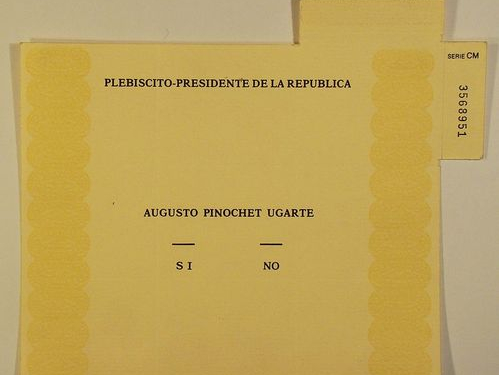 SERIE CM
3568951
PLEBISCITO-PRESIDENTE DE LA REPUBLICA
AUGUSTO PINOCHET UGARTE
SI NO